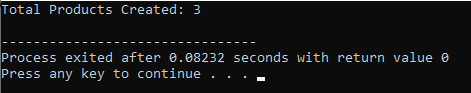 Total Products Created: 3
--------------------------------
Process exited after 0.08232 seconds with return value 0
Press any key to continue . . .